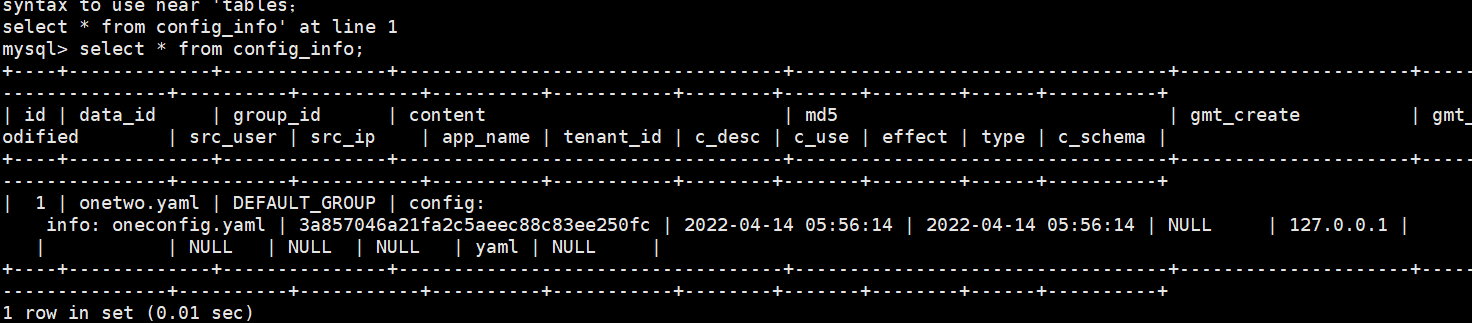 syntax to use near 'tables;
select * from config_info' at line 1
mysql> select * from config_info;
+----+-------------+---------------+-----------------------------------+----------------------------------+---------------------+-----
---------------+----------+-----------+----------+-----------+--------+-------+--------+------+----------+
| id | data_id     | group_id      | content                           | md5                              | gmt_create          | gmt_
odified        | src_user | src_ip    | app_name | tenant_id | c_desc | c_use | effect | type | c_schema |
+----+-------------+---------------+-----------------------------------+----------------------------------+---------------------+-----
---------------+----------+-----------+----------+-----------+--------+-------+--------+------+----------+
|  1 | onetwo.yaml | DEFAULT_GROUP | config:
    info: oneconfig.yaml | 3a857046a21fa2c5aeec88c83ee250fc | 2022-04-14 05:56:14 | 2022-04-14 05:56:14 | NULL     | 127.0.0.1 |
   |           | NULL   | NULL  | NULL   | yaml | NULL     |
+----+-------------+---------------+-----------------------------------+----------------------------------+---------------------+-----
---------------+----------+-----------+----------+-----------+--------+-------+--------+------+----------+
1 row in set (0.01 sec)